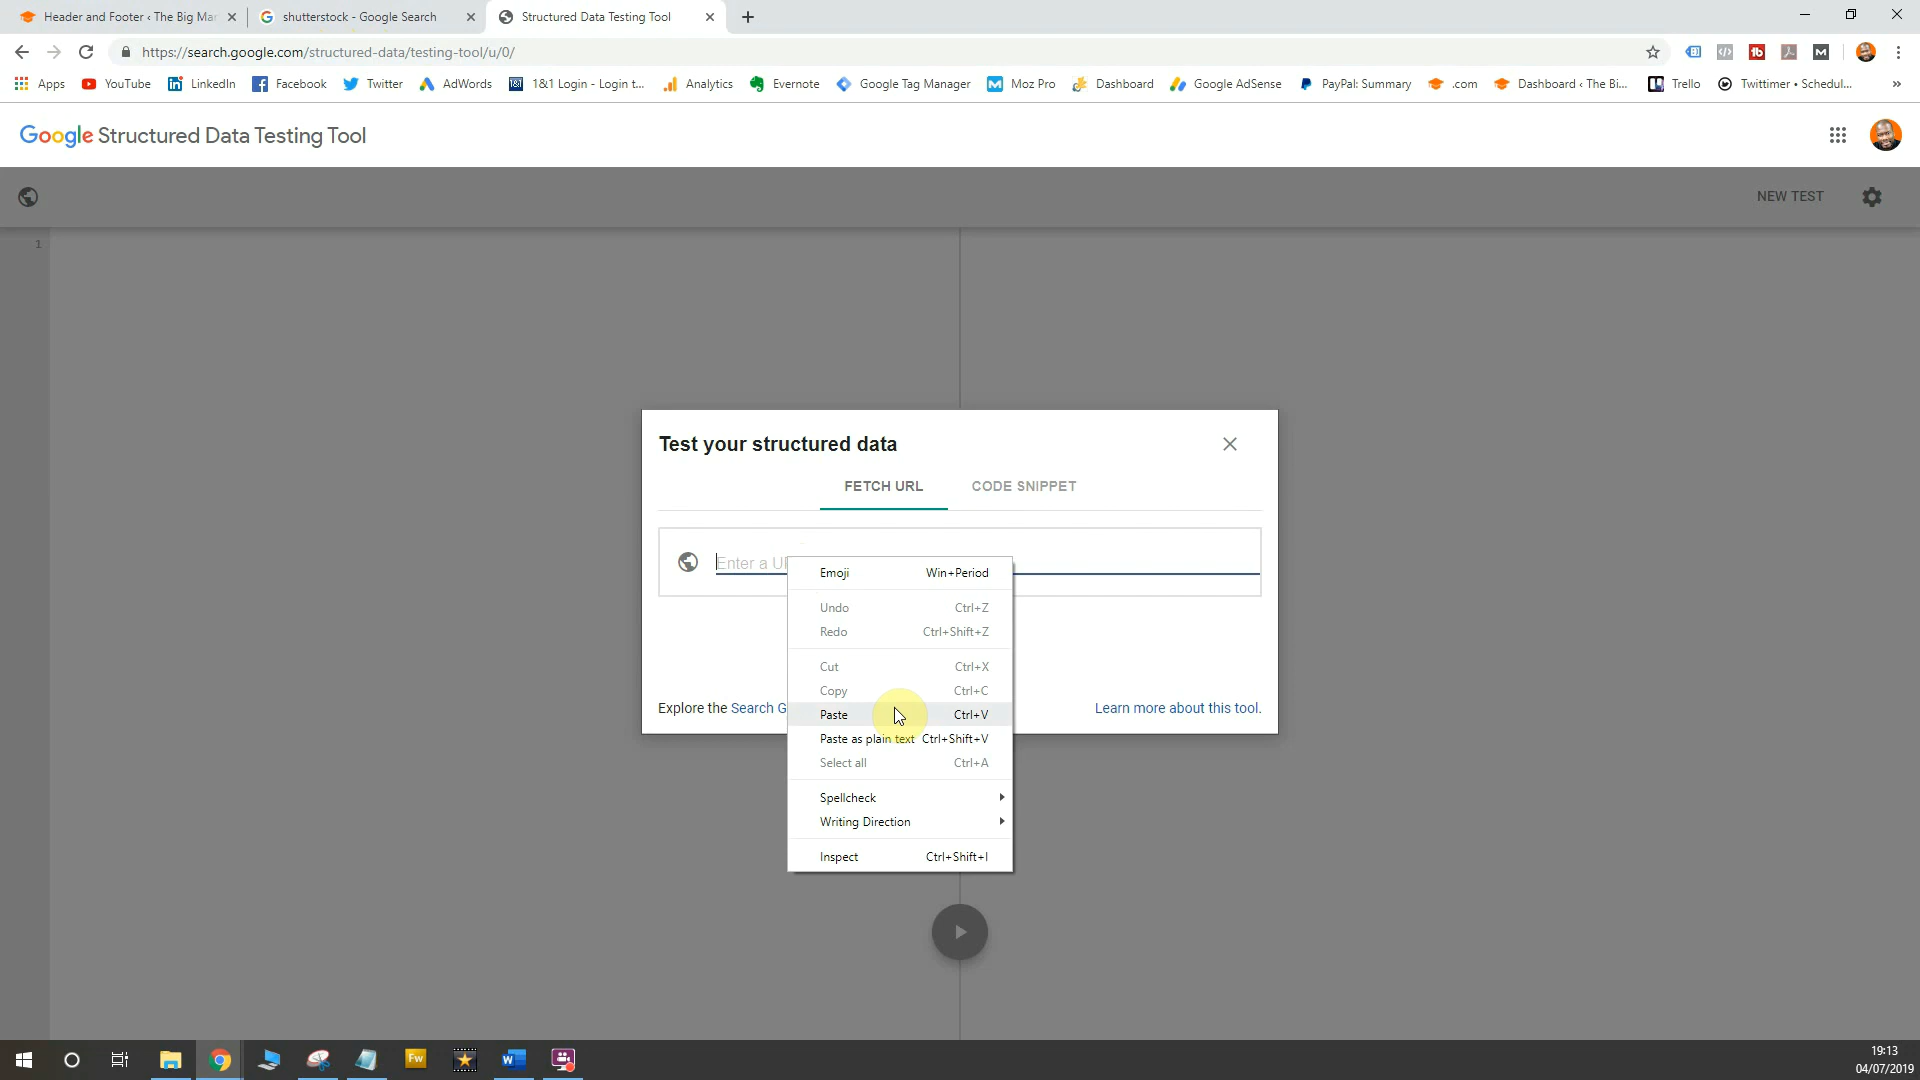 Header and Footer ‹ The Big Mar
shutterstock - Google Search
Structured Data Testing Tool
https://search.google.com/structured-data/testing-tool/u/0/
Apps YouTube LinkedIn Facebook Twitter AdWords 1&1 Login - Login t... Analytics Evernote Google Tag Manager Moz Pro Dashboard Google AdSense PayPal: Summary .com Dashboard ‹ The Bi... Trello Twittimer • Schedul... »
Google Structured Data Testing Tool
NEW TEST
1
Test your structured data
FETCH URL CODE SNIPPET
Enter a U
Emoji Win+Period
Undo Ctrl+Z
Redo Ctrl+Shift+Z
Cut Ctrl+X
Copy Ctrl+C
Explore the Search G
Learn more about this tool.
Paste Ctrl+V
Paste as plain text Ctrl+Shift+V
Select all Ctrl+A
Spellcheck
Writing Direction
Inspect Ctrl+Shift+I
Fw
19:13
04/07/2019